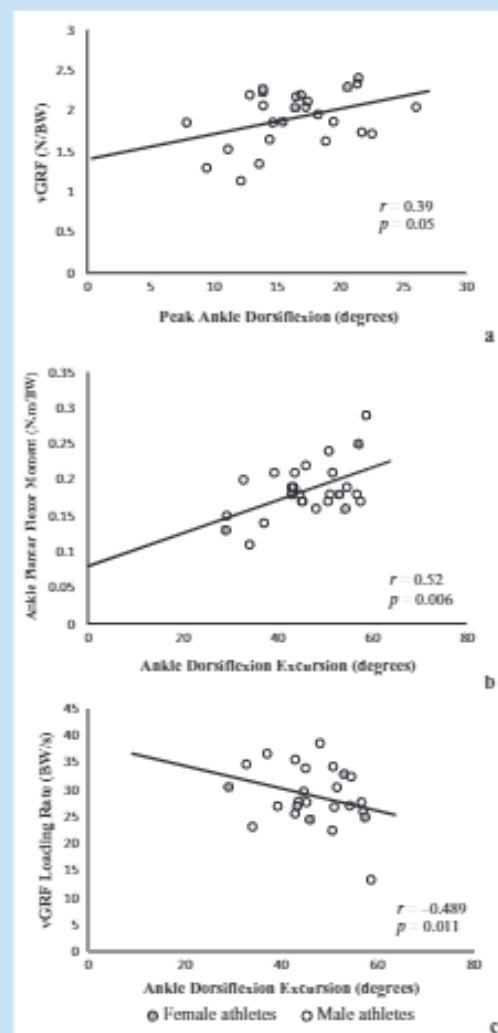 3
2.5
2
1.5
1
0.5
0
vGRF (N/BW)
r = 0.39
p = 0.05
0 5 10 15 20 25 30
Peak Ankle Dorsiflexion (degrees)
a
0.35
0.3
0.25
0.2
0.15
0.1
0.05
0
Ankle Plantar Flexor Moment (N.m/BW)
r = 0.52
p = 0.006
0 20 40 60 80
Ankle Dorsiflexion Excursion (degrees)
b
45
40
35
30
25
20
15
10
5
0
vGRF Loading Rate (BW/s)
r = −0.489
p = 0.011
0 20 40 60 80
Ankle Dorsiflexion Excursion (degrees)
Female athletes Male athletes
c